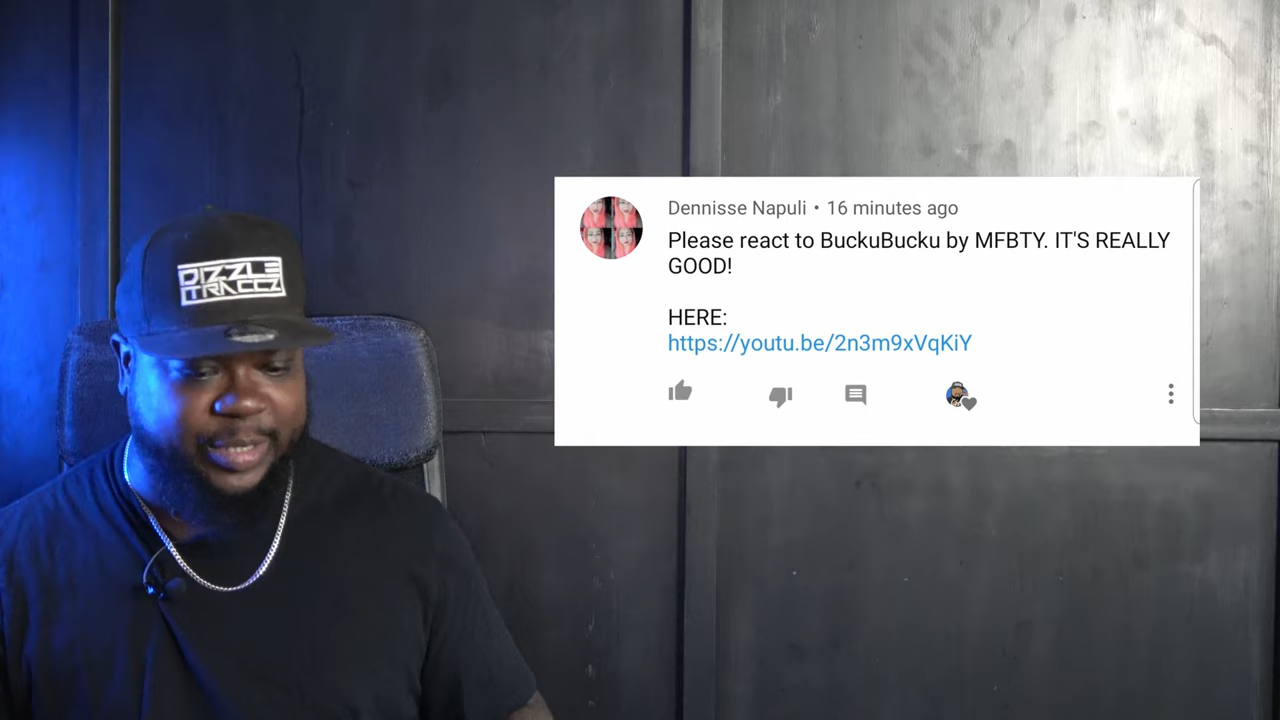 DIZZLE
TRACCZ
Dennisse Napuli • 16 minutes ago
Please react to BuckuBucku by MFBTY. IT'S REALLY
GOOD!
HERE:
https://youtu.be/2n3m9xVqKiY